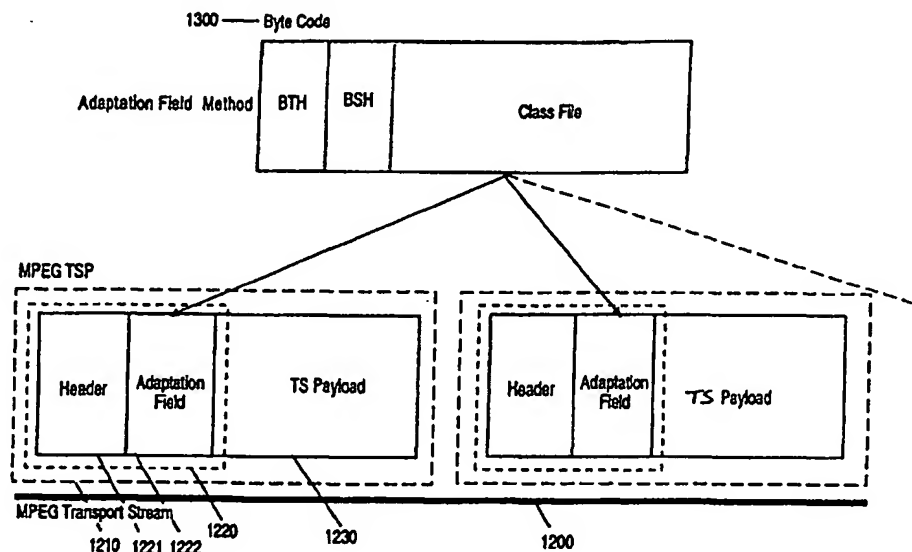 1300 Byte Code
Adaptation Field Method
BTH
BSH
Class File
MPEG TSP
Header
Adaptation
Field
TS Payload
Header
Adaptation
Field
TS Payload
MPEG Transport Stream
1210
1221
1222
1220
1230
1200